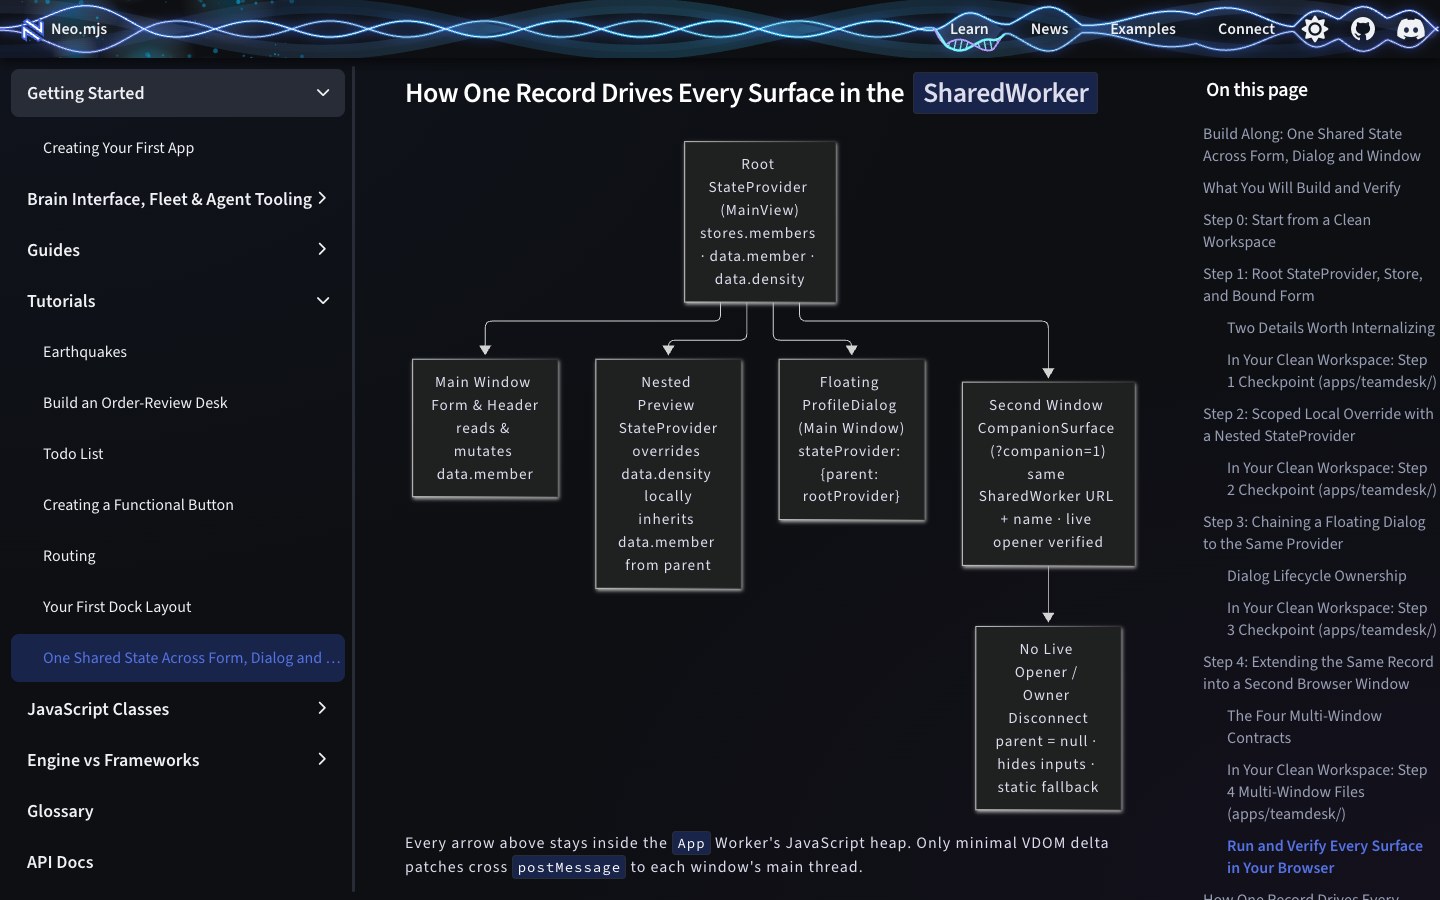 Neo.mjs
Learn
News
Examples
Connect
Getting Started
Creating Your First App
Brain Interface, Fleet & Agent Tooling
Guides
Tutorials
Earthquakes
Build an Order-Review Desk
Todo List
Creating a Functional Button
Routing
Your First Dock Layout
One Shared State Across Form, Dialog and ...
JavaScript Classes
Engine vs Frameworks
Glossary
API Docs
How One Record Drives Every Surface in the SharedWorker
Root
StateProvider
(MainView)
stores.members
· data.member ·
data.density
Main Window
Form & Header
reads &
mutates
data.member
Nested
Preview
StateProvider
overrides
data.density
locally
inherits
data.member
from parent
Floating
ProfileDialog
(Main Window)
stateProvider:
{parent:
rootProvider}
Second Window
CompanionSurface
(?companion=1)
same
SharedWorker URL
+ name · live
opener verified
No Live
Opener /
Owner
Disconnect
parent = null ·
hides inputs ·
static fallback
Every arrow above stays inside the App Worker's JavaScript heap. Only minimal VDOM delta
patches cross postMessage to each window's main thread.
On this page
Build Along: One Shared State
Across Form, Dialog and Window
What You Will Build and Verify
Step 0: Start from a Clean
Workspace
Step 1: Root StateProvider, Store,
and Bound Form
Two Details Worth Internalizing
In Your Clean Workspace: Step
1 Checkpoint (apps/teamdesk/)
Step 2: Scoped Local Override with
a Nested StateProvider
In Your Clean Workspace: Step
2 Checkpoint (apps/teamdesk/)
Step 3: Chaining a Floating Dialog
to the Same Provider
Dialog Lifecycle Ownership
In Your Clean Workspace: Step
3 Checkpoint (apps/teamdesk/)
Step 4: Extending the Same Record
into a Second Browser Window
The Four Multi-Window
Contracts
In Your Clean Workspace: Step
4 Multi-Window Files
(apps/teamdesk/)
Run and Verify Every Surface
in Your Browser
How One Record Drives Every